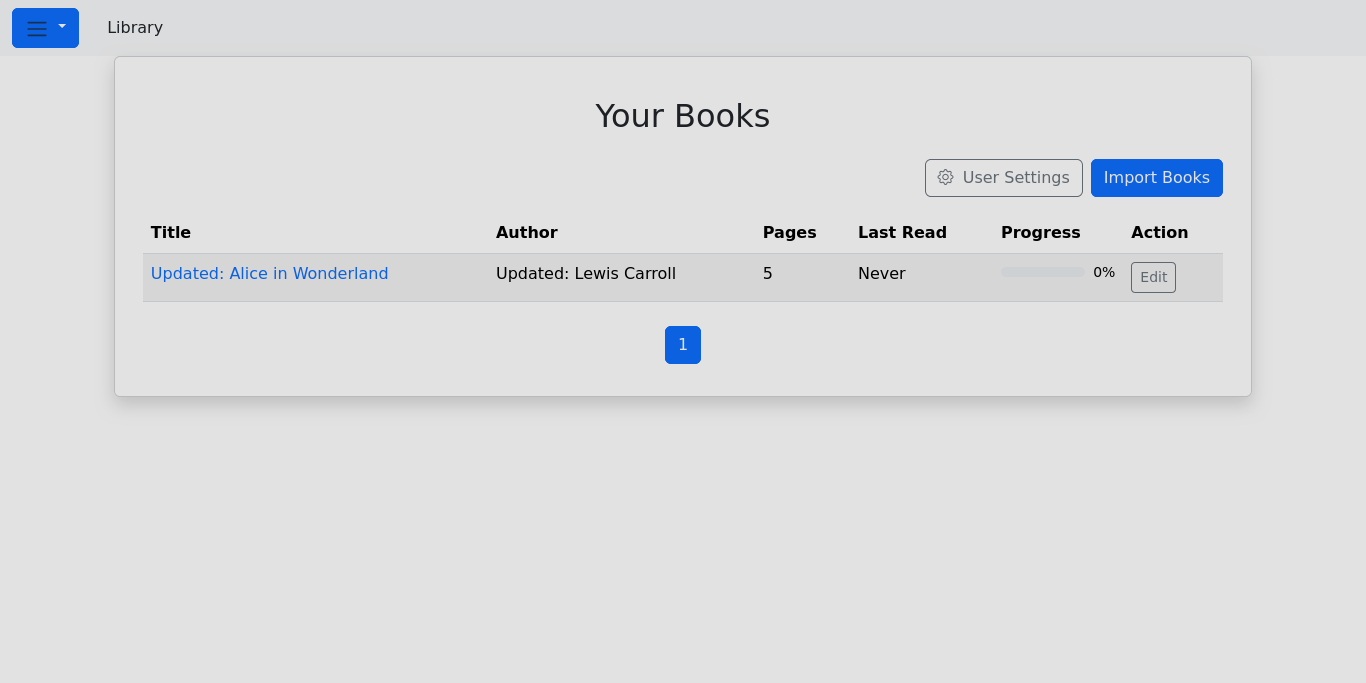 Library
Your Books
User Settings Import Books
Title Author Pages Last Read Progress Action
Updated: Alice in Wonderland Updated: Lewis Carroll 5 Never 0% Edit
1